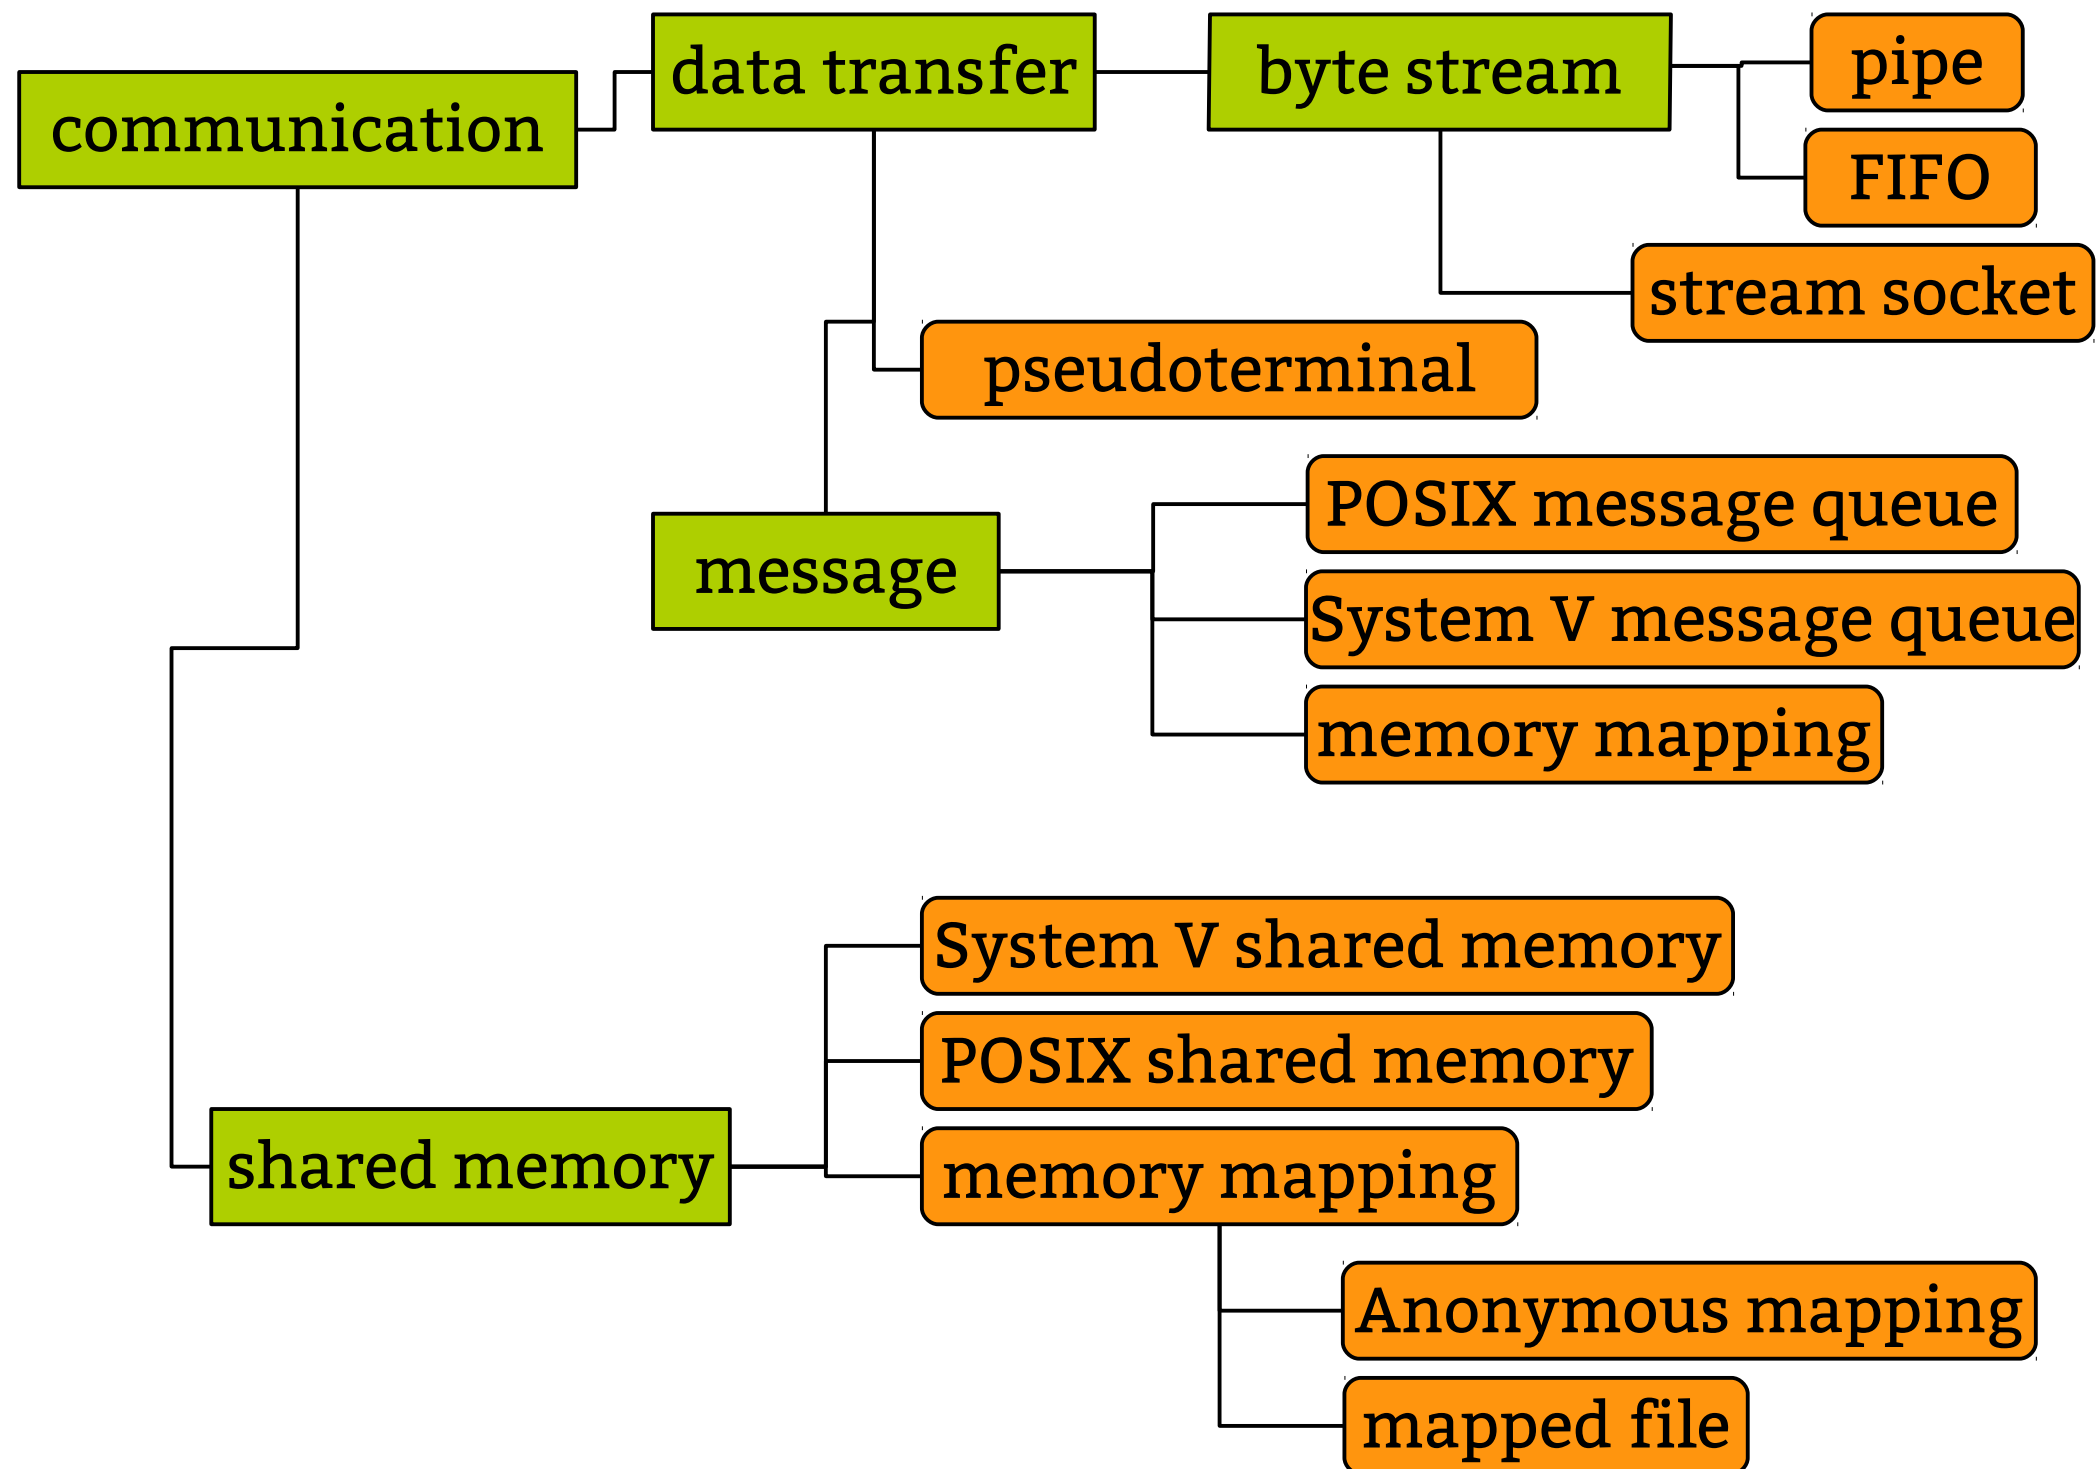 communication
data transfer
byte stream
pipe
FIFO
stream socket
pseudoterminal
message
POSIX message queue
System V message queue
memory mapping
shared memory
System V shared memory
POSIX shared memory
memory mapping
Anonymous mapping
mapped file